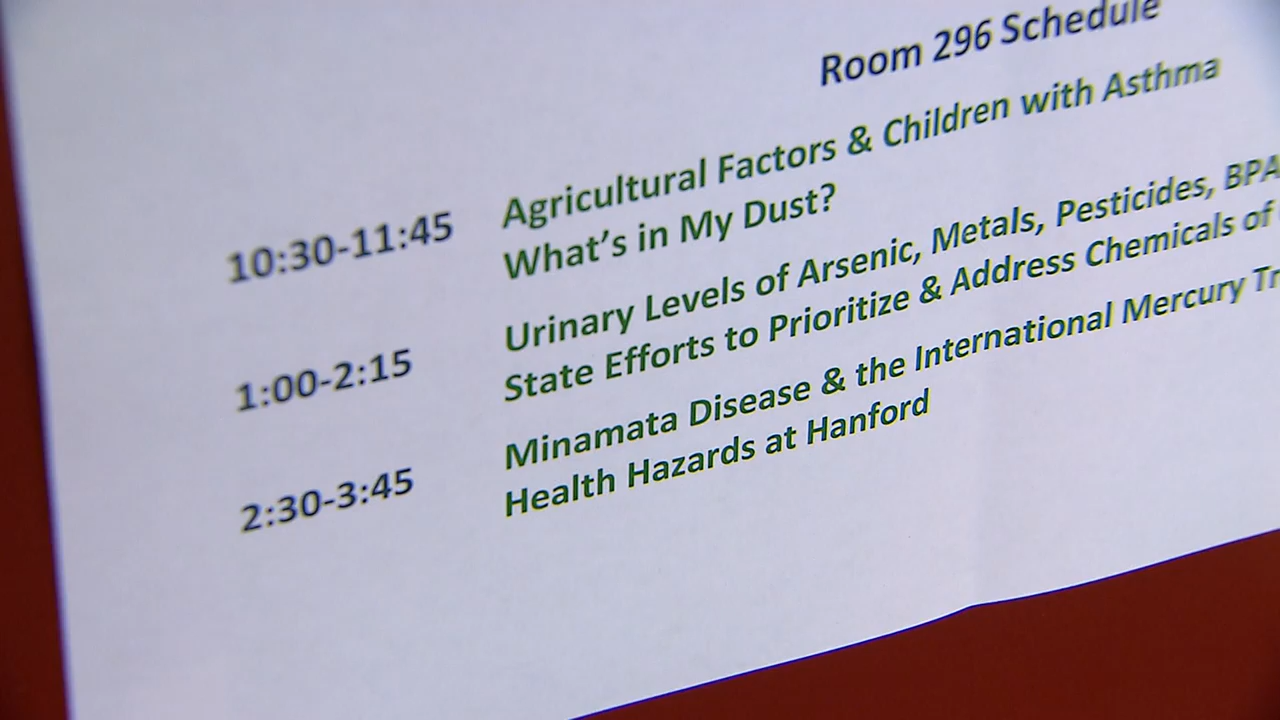 Room 296 Schedule
10:30-11:45 Agricultural Factors & Children with Asthma
What's in My Dust?
1:00-2:15 Urinary Levels of Arsenic, Metals, Pesticides, BPA
State Efforts to Prioritize & Address Chemicals of
2:30-3:45 Minamata Disease & the International Mercury
Health Hazards at Hanford